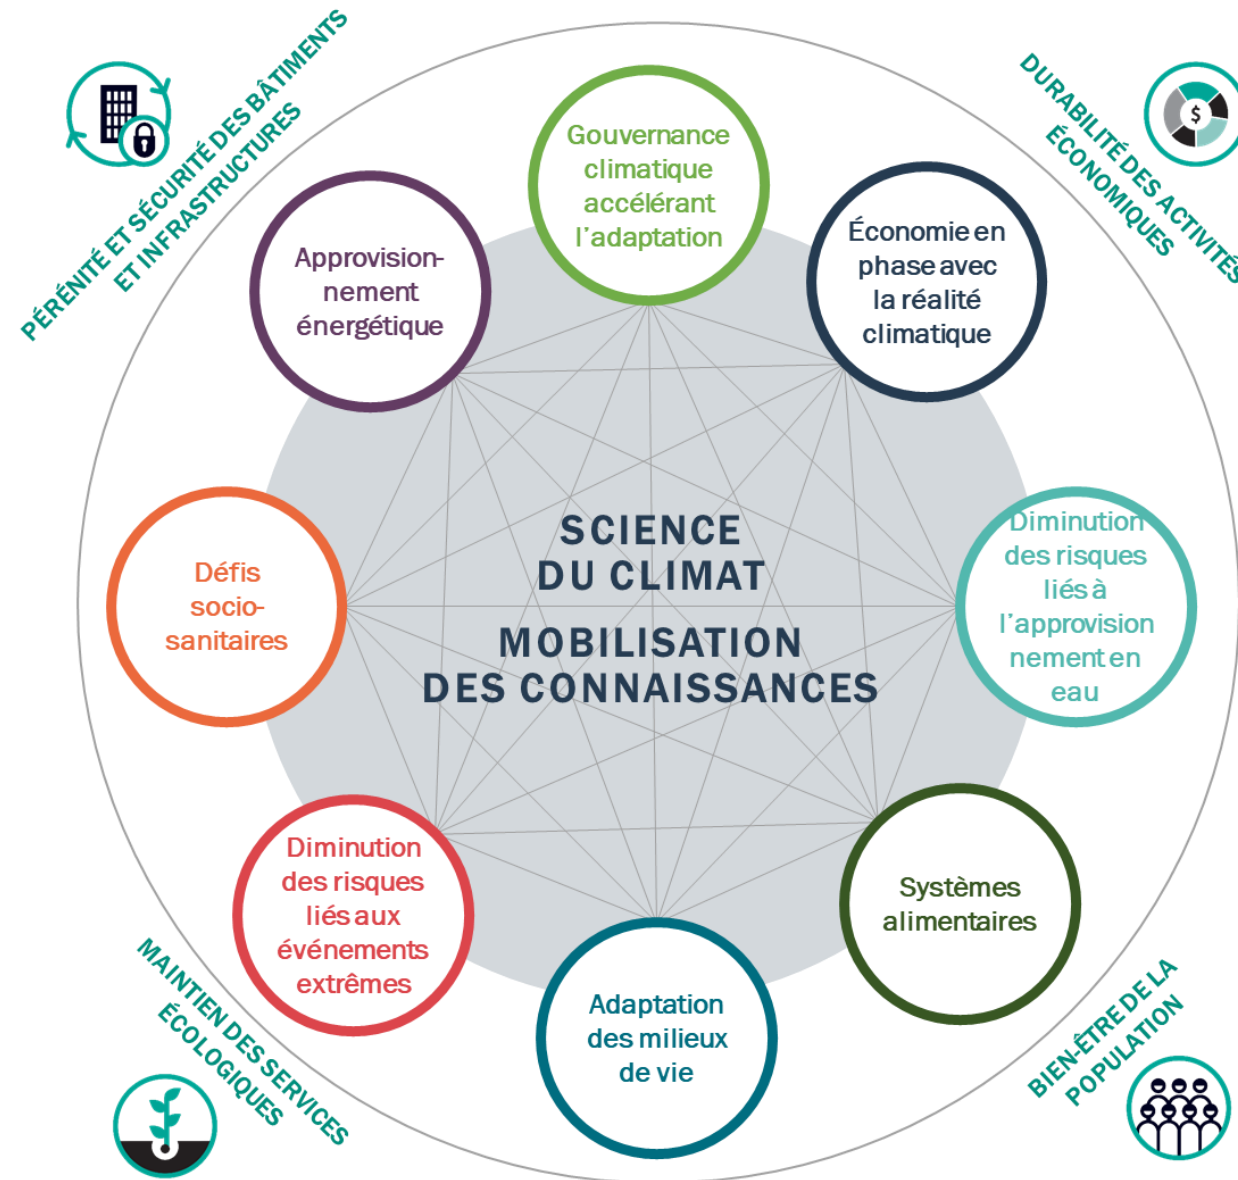 PÉRÉNITÉ ET SÉCURITÉ DES BÂTIMENTS
ET INFRASTRUCTURES
DURABILITÉ DES ACTIVITÉS
ÉCONOMIQUES
$
Gouvernance
climatique
accélérant
l'adaptation
Économie en
phase avec
la réalité
climatique
Approvision-
nement
énergétique
Diminution
des risques
liés à
l'approvision
nement en
eau
SCIENCE
DU CLIMAT
MOBILISATION
DES CONNAISSANCES
Défis
socio-
sanitaires
Systèmes
alimentaires
Diminution
des risques
liés aux
événements
extrêmes
Adaptation
des milieux
de vie
MAINTIEN DES SERVICES
ÉCOLOGIQUES
BIEN-ÊTRE DE LA
POPULATION